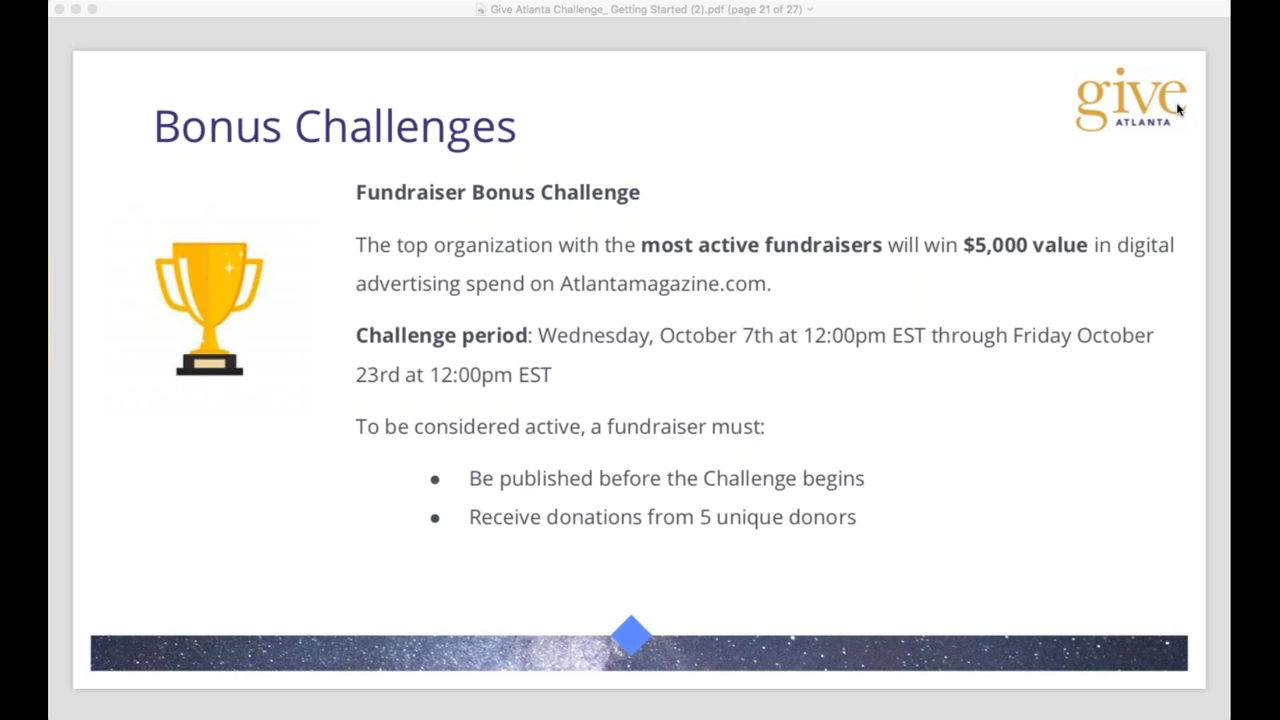 Give Atlanta Challenge_ Getting Started (2).pdf (page 21 of 27)
give
ATLANTA
Bonus Challenges
Fundraiser Bonus Challenge
The top organization with the most active fundraisers will win $5,000 value in digital
advertising spend on Atlantamagazine.com.
Challenge period: Wednesday, October 7th at 12:00pm EST through Friday October
23rd at 12:00pm EST
To be considered active, a fundraiser must:
● Be published before the Challenge begins
● Receive donations from 5 unique donors